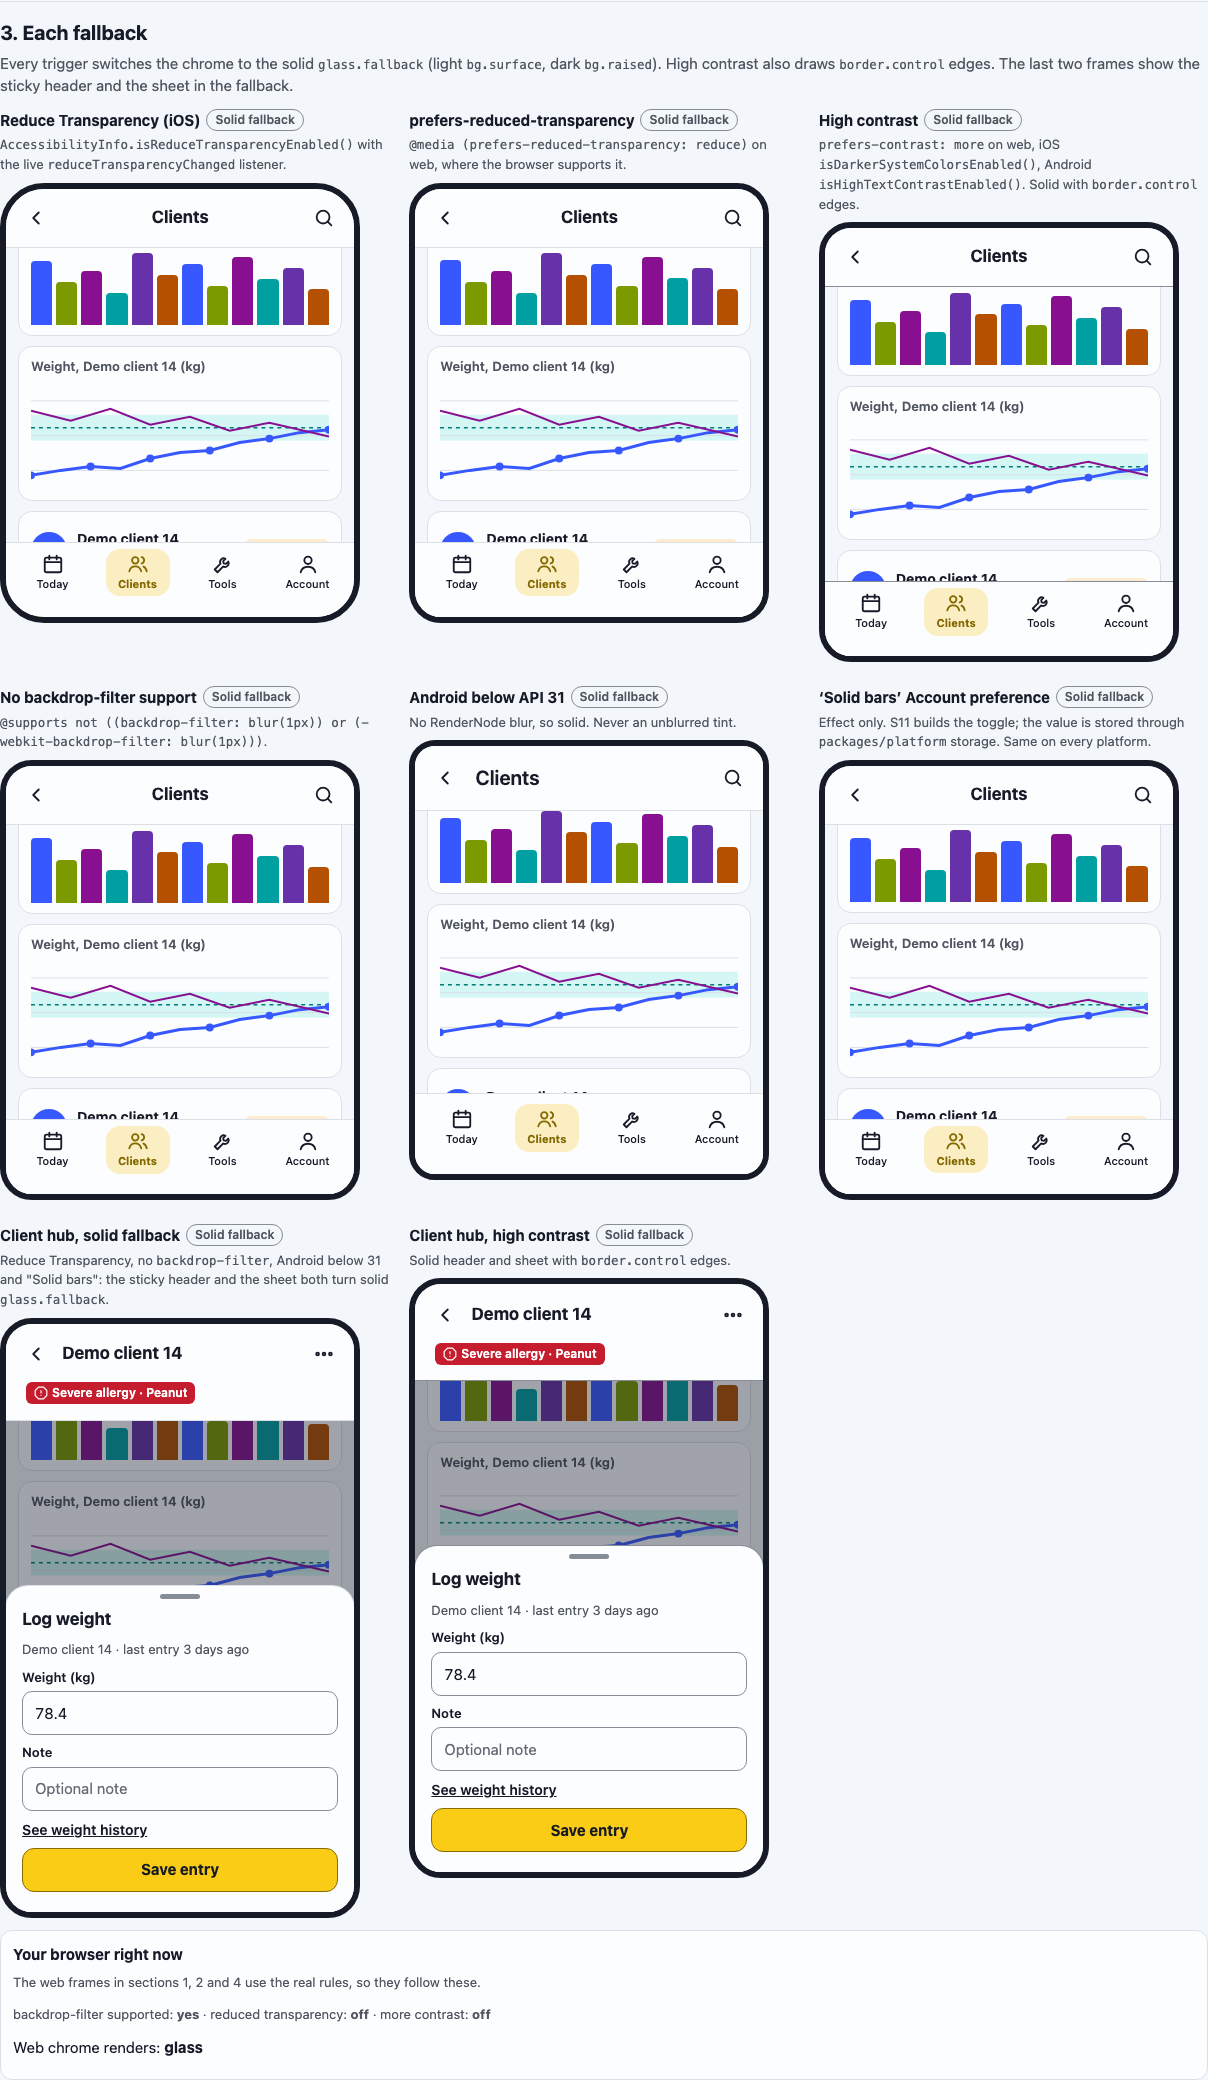 3. Each fallback
Every trigger switches the chrome to the solid glass.fallback (light bg.surface, dark bg.raised). High contrast also draws border.control edges. The last two frames show the
sticky header and the sheet in the fallback.
Reduce Transparency (iOS) Solid fallback
AccessibilityInfo.isReduceTransparencyEnabled() with
the live reduceTransparencyChanged listener.
Clients
Weight, Demo client 14 (kg)
Demo client 14
Today Clients Tools Account
prefers-reduced-transparency Solid fallback
@media (prefers-reduced-transparency: reduce) on
web, where the browser supports it.
Clients
Weight, Demo client 14 (kg)
Demo client 14
Today Clients Tools Account
High contrast Solid fallback
prefers-contrast: more on web, iOS
isDarkerSystemColorsEnabled(), Android
isHighTextContrastEnabled(). Solid with border.control
edges.
Clients
Weight, Demo client 14 (kg)
Demo client 14
Today Clients Tools Account
No backdrop-filter support Solid fallback
@supports not ((backdrop-filter: blur(1px)) or (-
webkit-backdrop-filter: blur(1px))).
Clients
Weight, Demo client 14 (kg)
Demo client 14
Today Clients Tools Account
Android below API 31 Solid fallback
No RenderNode blur, so solid. Never an unblurred tint.
Clients
Weight, Demo client 14 (kg)
Today Clients Tools Account
‘Solid bars’ Account preference Solid fallback
Effect only. S11 builds the toggle; the value is stored through
packages/platform storage. Same on every platform.
Clients
Weight, Demo client 14 (kg)
Demo client 14
Today Clients Tools Account
Client hub, solid fallback Solid fallback
Reduce Transparency, no backdrop-filter, Android below 31
and "Solid bars": the sticky header and the sheet both turn solid
glass.fallback.
Demo client 14
Severe allergy · Peanut
Weight, Demo client 14 (kg)
Log weight
Demo client 14 · last entry 3 days ago
Weight (kg)
78.4
Note
Optional note
See weight history
Save entry
Client hub, high contrast Solid fallback
Solid header and sheet with border.control edges.
Demo client 14
Severe allergy · Peanut
Weight, Demo client 14 (kg)
Log weight
Demo client 14 · last entry 3 days ago
Weight (kg)
78.4
Note
Optional note
See weight history
Save entry
Your browser right now
The web frames in sections 1, 2 and 4 use the real rules, so they follow these.
backdrop-filter supported: yes · reduced transparency: off · more contrast: off
Web chrome renders: glass